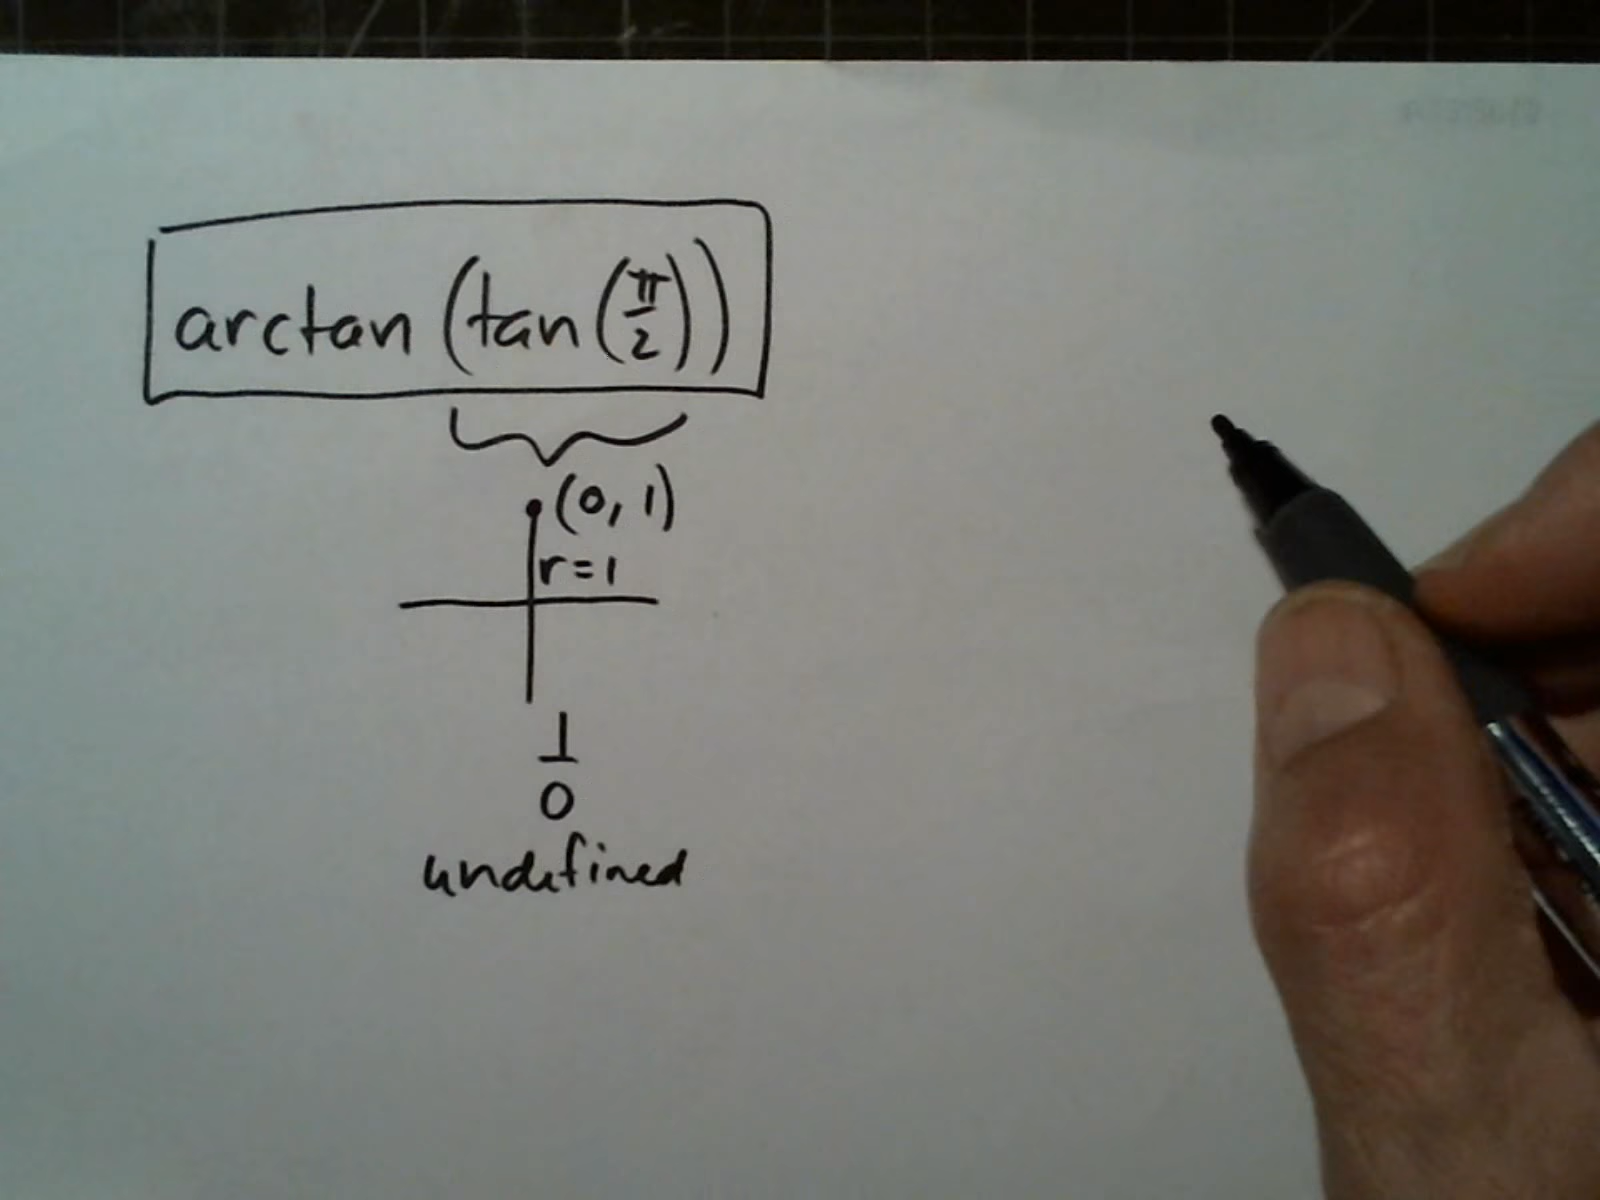 arctan (tan(π/2))
(0, 1)
r=1
1
0
undefined